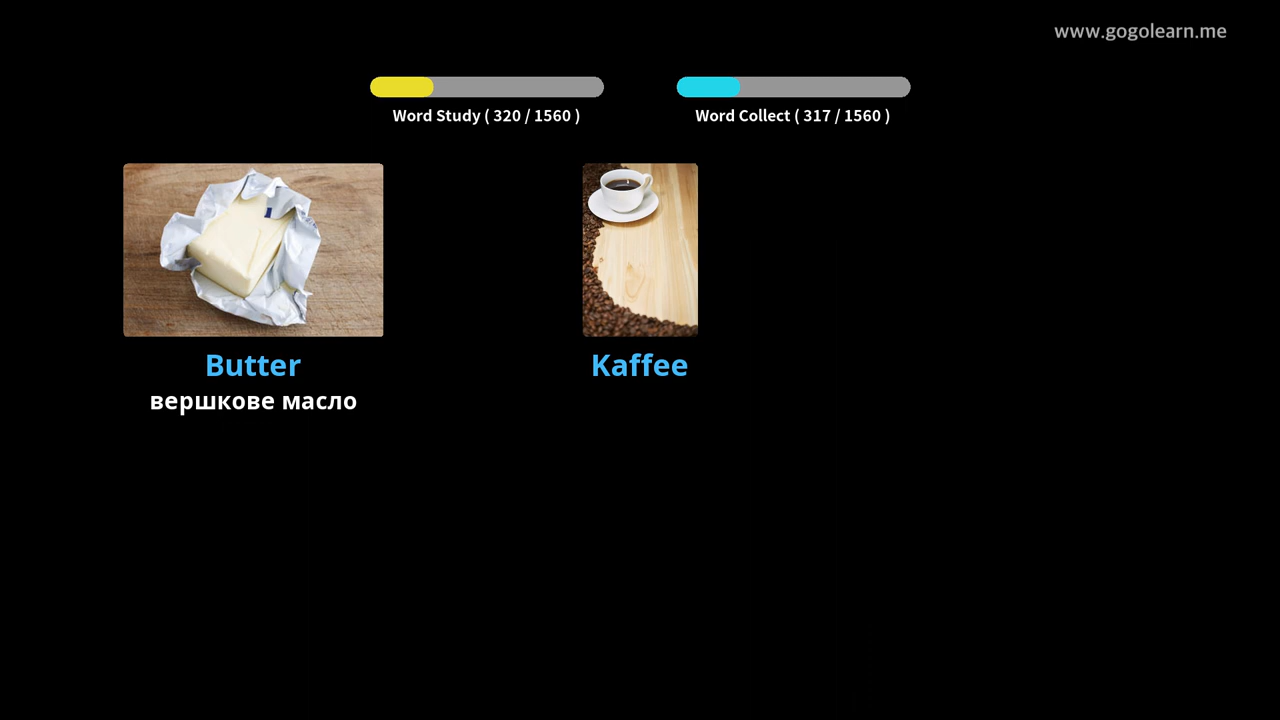 www.gogolearn.me
Word Study ( 320 / 1560 )
Word Collect ( 317 / 1560 )
Butter
вершкове масло
Kaffee